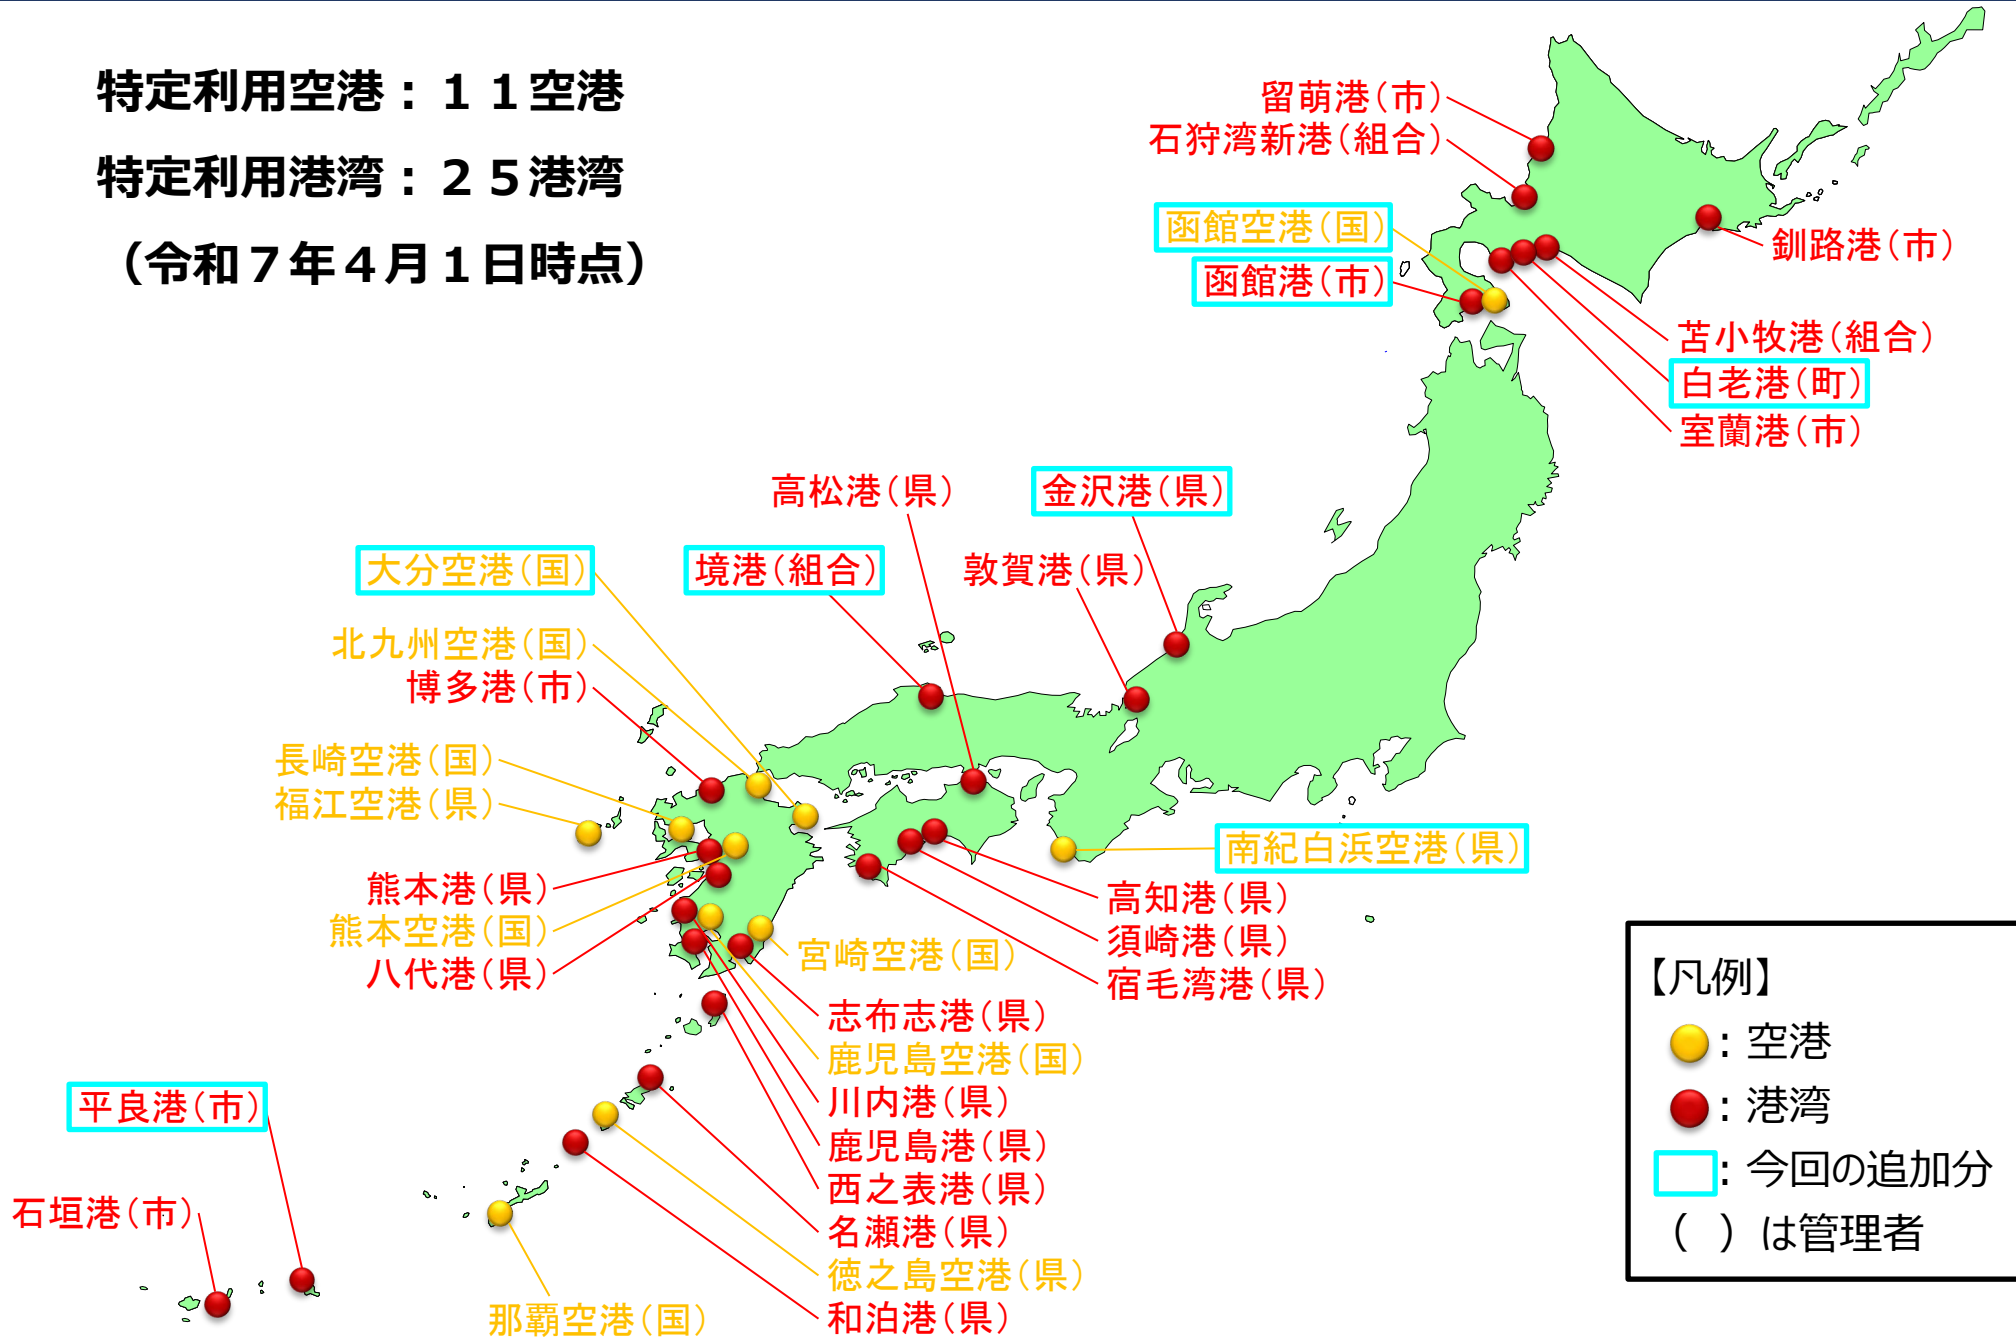 特定利用空港：１１空港
特定利用港湾：２５港湾
（令和７年４月１日時点）
留萌港（市）
石狩湾新港（組合）
函館空港（国）
函館港（市）
釧路港（市）
苫小牧港（組合）
白老港（町）
室蘭港（市）
高松港（県）
金沢港（県）
大分空港（国）
境港（組合）
敦賀港（県）
北九州空港（国）
博多港（市）
長崎空港（国）
福江空港（県）
南紀白浜空港（県）
熊本港（県）
熊本空港（国）
八代港（県）
高知港（県）
須崎港（県）
宿毛湾港（県）
宮崎空港（国）
志布志港（県）
鹿児島空港（国）
川内港（県）
鹿児島港（県）
西之表港（県）
名瀬港（県）
徳之島空港（県）
和泊港（県）
平良港（市）
石垣港（市）
那覇空港（国）
【凡例】
：空港
：港湾
：今回の追加分
（　）は管理者